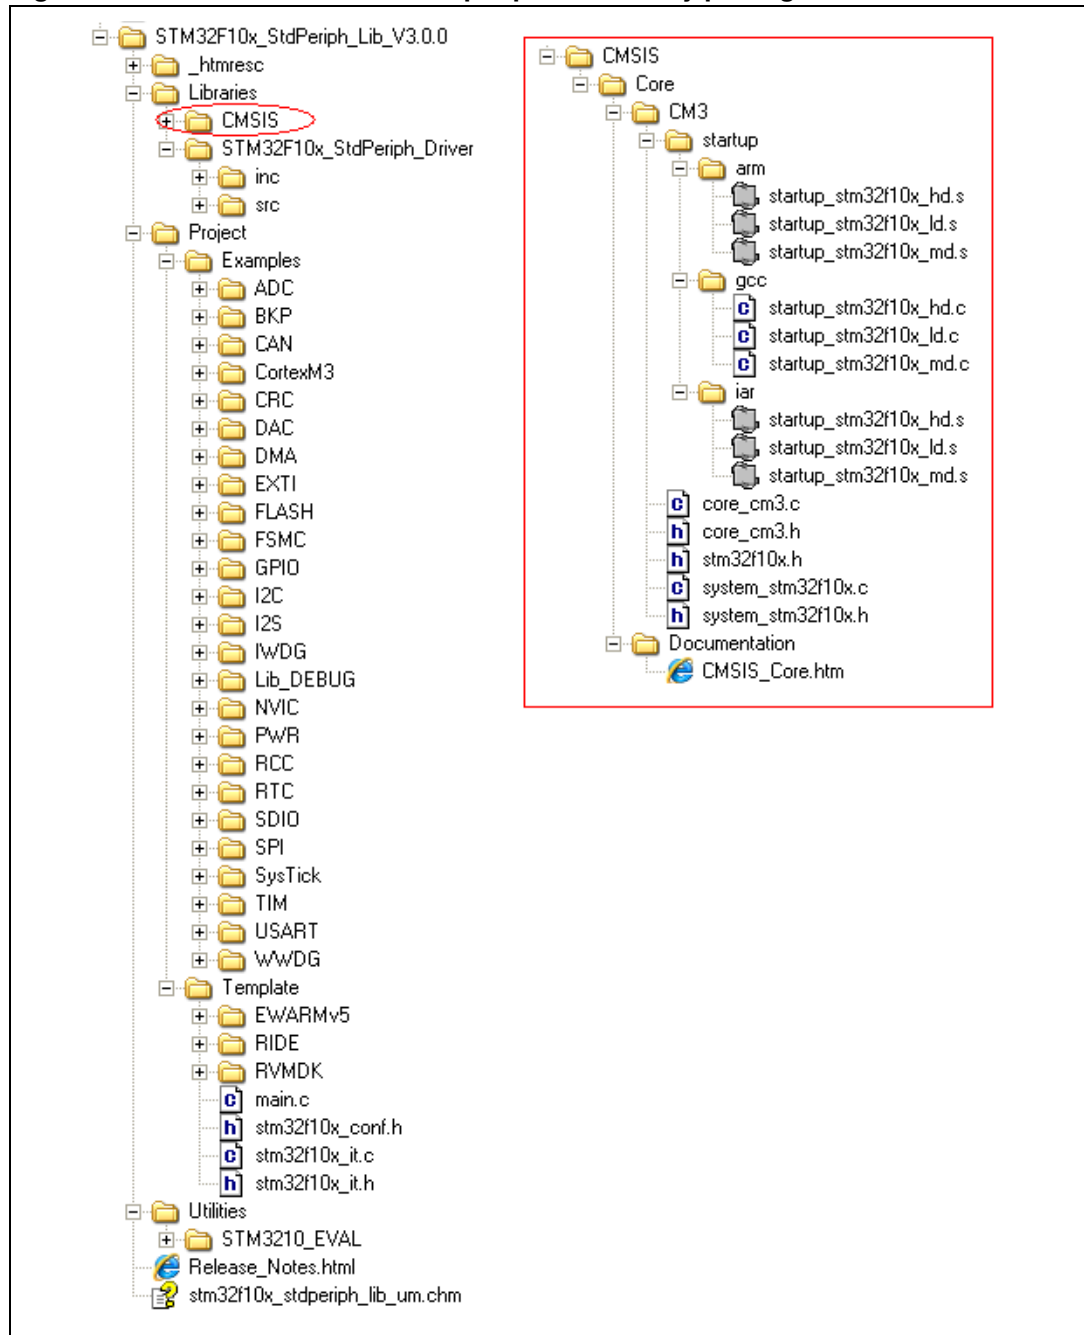 STM32F10x_StdPeriph_Lib_V3.0.0
_htmresc
Libraries
CMSIS
STM32F10x_StdPeriph_Driver
inc
src
Project
Examples
ADC
BKP
CAN
CortexM3
CRC
DAC
DMA
EXTI
FLASH
FSMC
GPIO
I2C
I2S
IWDG
Lib_DEBUG
NVIC
PWR
RCC
RTC
SDIO
SPI
SysTick
TIM
USART
WWDG
Template
EWARMv5
RIDE
RVMDK
main.c
stm32f10x_conf.h
stm32f10x_it.c
stm32f10x_it.h
Utilities
STM3210_EVAL
Release_Notes.html
stm32f10x_stdperiph_lib_um.chm
CMSIS
Core
CM3
startup
arm
startup_stm32f10x_hd.s
startup_stm32f10x_ld.s
startup_stm32f10x_md.s
gcc
startup_stm32f10x_hd.c
startup_stm32f10x_ld.c
startup_stm32f10x_md.c
iar
startup_stm32f10x_hd.s
startup_stm32f10x_ld.s
startup_stm32f10x_md.s
core_cm3.c
core_cm3.h
stm32f10x.h
system_stm32f10x.c
system_stm32f10x.h
Documentation
CMSIS_Core.htm